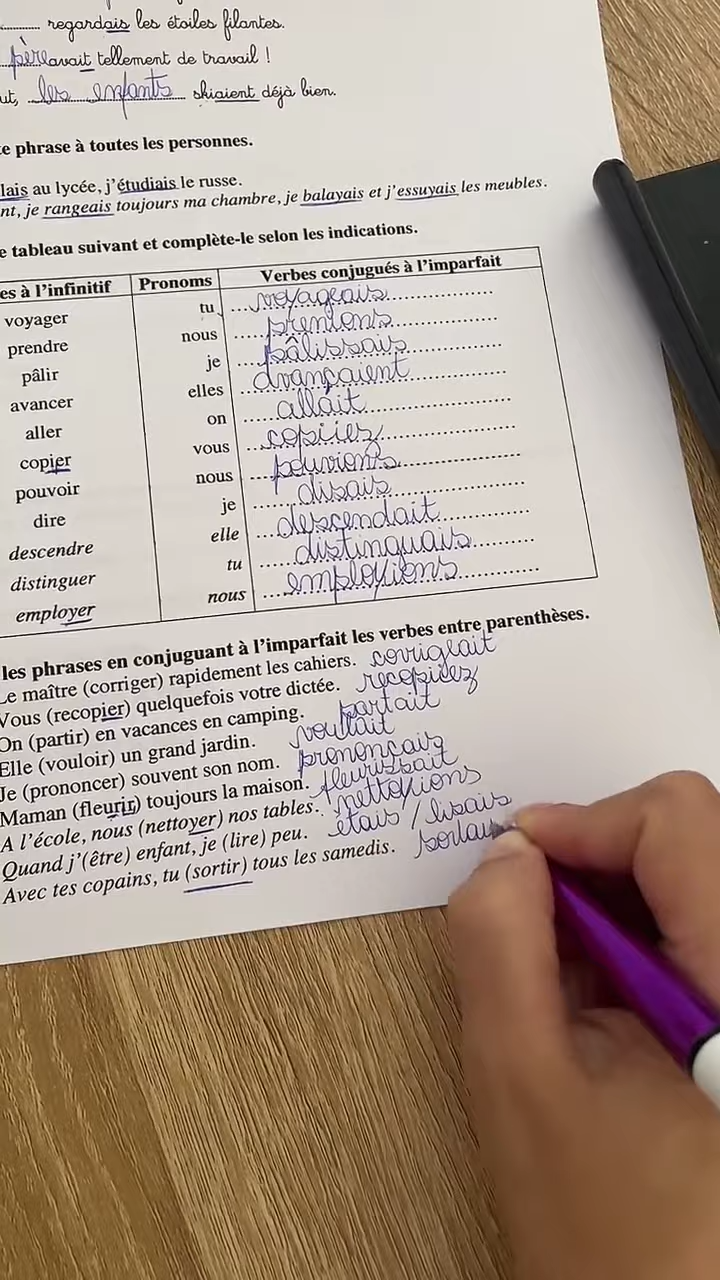 ........... regardais les étoiles filantes.
père avait tellement de travail !
ut, les enfants skiaient déjà bien.
te phrase à toutes les personnes.
lais au lycée, j'étudiais le russe.
nt, je rangeais toujours ma chambre, je balayais et j'essuyais les meubles.
e tableau suivant et complète-le selon les indications.
es à l'infinitif Pronoms Verbes conjugués à l'imparfait
voyager tu voyageais
prendre nous prenions
pâlir je pâlissais
avancer elles avançaient
aller on allait
copier vous copiiez
pouvoir nous pouvions
dire je disais
descendre elle descendait
distinguer tu distinguais
employer nous employions
les phrases en conjuguant à l'imparfait les verbes entre parenthèses.
Le maître (corriger) rapidement les cahiers. corrigeait
Vous (recopier) quelquefois votre dictée. recopiiez
On (partir) en vacances en camping. partait
Elle (vouloir) un grand jardin. voulait
Je (prononcer) souvent son nom. prononçais
Maman (fleurir) toujours la maison. fleurissait
A l'école, nous (nettoyer) nos tables. nettoyions
Quand j'(être) enfant, je (lire) peu. étais / lisais
Avec tes copains, tu (sortir) tous les samedis.